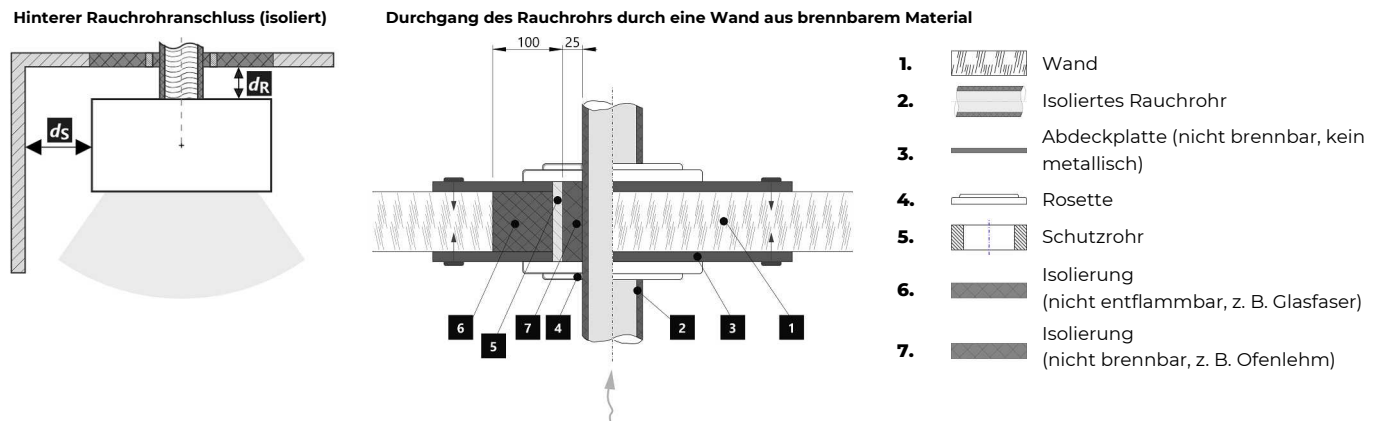 Hinterer Rauchrohranschluss (isoliert)
dR
dS
Durchgang des Rauchrohrs durch eine Wand aus brennbarem Material
100 25
6
5
7
4
2
3
1
1. Wand
2. Isoliertes Rauchrohr
3. Abdeckplatte (nicht brennbar, kein
metallisch)
4. Rosette
5. Schutzrohr
6. Isolierung
(nicht entflammbar, z. B. Glasfaser)
7. Isolierung
(nicht brennbar, z. B. Ofenlehm)